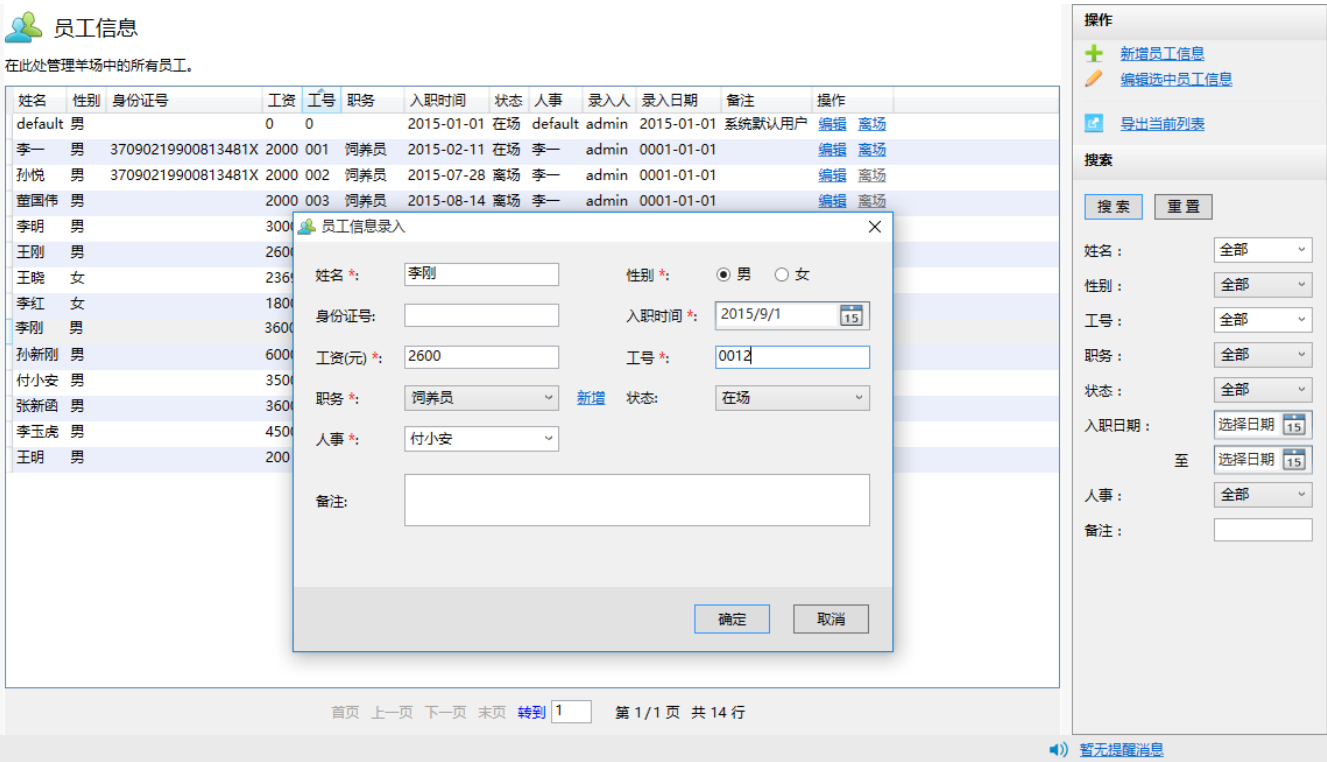 员工信息
在此处管理羊场中的所有员工。
姓名 性别 身份证号 工资 工号 职务 入职时间 状态 人事 录入人 录入日期 备注 操作
default 男 0 0 2015-01-01 在场 default admin 2015-01-01 系统默认用户 编辑 离场
李一 男 37090219900813481X 2000 001 饲养员 2015-02-11 在场 李一 admin 0001-01-01 编辑 离场
孙悦 男 37090219900813481X 2000 002 饲养员 2015-07-28 离场 李一 admin 0001-01-01 编辑 离场
董国伟 男 2000 003 饲养员 2015-08-14 离场 李一 admin 0001-01-01 编辑 离场
李明 男 3000
王刚 男 2600
王晓 女 2369
李红 女 1800
李刚 男 3600
孙新刚 男 6000
付小安 男 3500
张新函 男 3600
李玉虎 男 4500
王明 男 200
员工信息录入
姓名 *: 李刚 性别 *: 男 女
身份证号: 入职时间 *: 2015/9/1 15
工资(元) *: 2600 工号 *: 0012
职务 *: 饲养员 新增 状态: 在场
人事 *: 付小安
备注:
确定 取消
首页 上一页 下一页 末页 转到 1 第 1/1 页 共 14 行
操作
新增员工信息
编辑选中员工信息
导出当前列表
搜索
搜索 重置
姓名： 全部
性别： 全部
工号： 全部
职务： 全部
状态： 全部
入职日期： 选择日期 15
至 选择日期 15
人事： 全部
备注：
暂无提醒消息